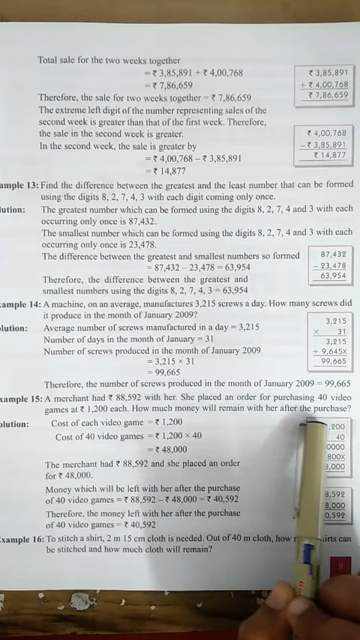 Total sale for the two weeks together
= ₹ 3,85,891 + ₹ 4,00,768
= ₹ 7,86,659
₹ 3,85,891
+ ₹ 4,00,768
₹ 7,86,659
Therefore, the sale for two weeks together = ₹ 7,86,659
The extreme left digit of the number representing sales of the
second week is greater than that of the first week. Therefore,
the sale in the second week is greater.
In the second week, the sale is greater by
= ₹ 4,00,768 − ₹ 3,85,891
= ₹ 14,877
₹ 4,00,768
− ₹ 3,85,891
₹ 14,877
ample 13: Find the difference between the greatest and the least number that can be formed
using the digits 8, 2, 7, 4, 3 with each digit coming only once.
lution: The greatest number which can be formed using the digits 8, 2, 7, 4 and 3 with each
occurring only once is 87,432.
The smallest number which can be formed using the digits 8, 2, 7, 4 and 3 with each
occurring only once is 23,478.
The difference between the greatest and smallest numbers so formed
= 87,432 − 23,478 = 63,954
Therefore, the difference between the greatest and
smallest numbers using the digits 8, 2, 7, 4, 3 = 63,954
87,432
− 23,478
63,954
xample 14: A machine, on an average, manufactures 3,215 screws a day. How many screws did
it produce in the month of January 2009?
olution: Average number of screws manufactured in a day = 3,215
Number of days in the month of January = 31
Number of screws produced in the month of January 2009
= 3,215 × 31
= 99,665
3,215
× 31
3,215
+ 9,645X
99,665
Therefore, the number of screws produced in the month of January 2009 = 99,665
xample 15: A merchant had ₹ 88,592 with her. She placed an order for purchasing 40 video
games at ₹ 1,200 each. How much money will remain with her after the purchase?
olution: Cost of each video game = ₹ 1,200
Cost of 40 video games = ₹ 1,200 × 40
= ₹ 48,000
,200
40
0000
800X
,000
The merchant had ₹ 88,592 and she placed an order
for ₹ 48,000.
Money which will be left with her after the purchase
of 40 video games = ₹ 88,592 − ₹ 48,000 = ₹ 40,592
Therefore, the money left with her after the purchase
of 40 video games = ₹ 40,592
8,592
8,000
0,592
Example 16: To stitch a shirt, 2 m 15 cm cloth is needed. Out of 40 m cloth, how irts can
be stitched and how much cloth will remain?
9